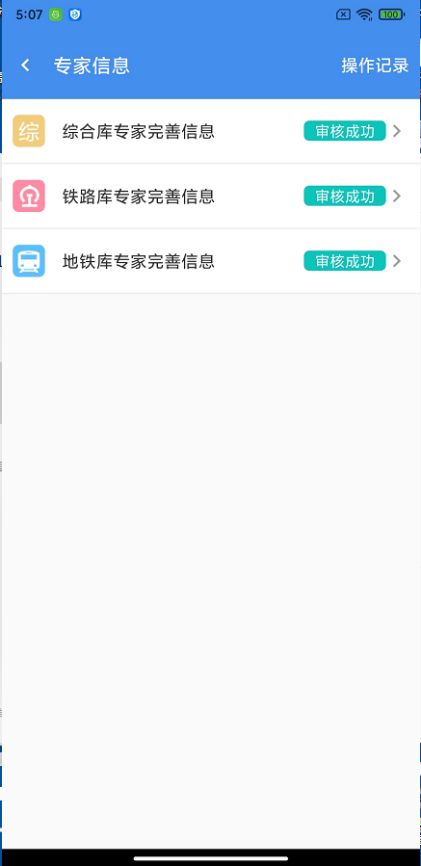 5:07
100
专家信息
操作记录
综
综合库专家完善信息
审核成功
铁路库专家完善信息
审核成功
地铁库专家完善信息
审核成功